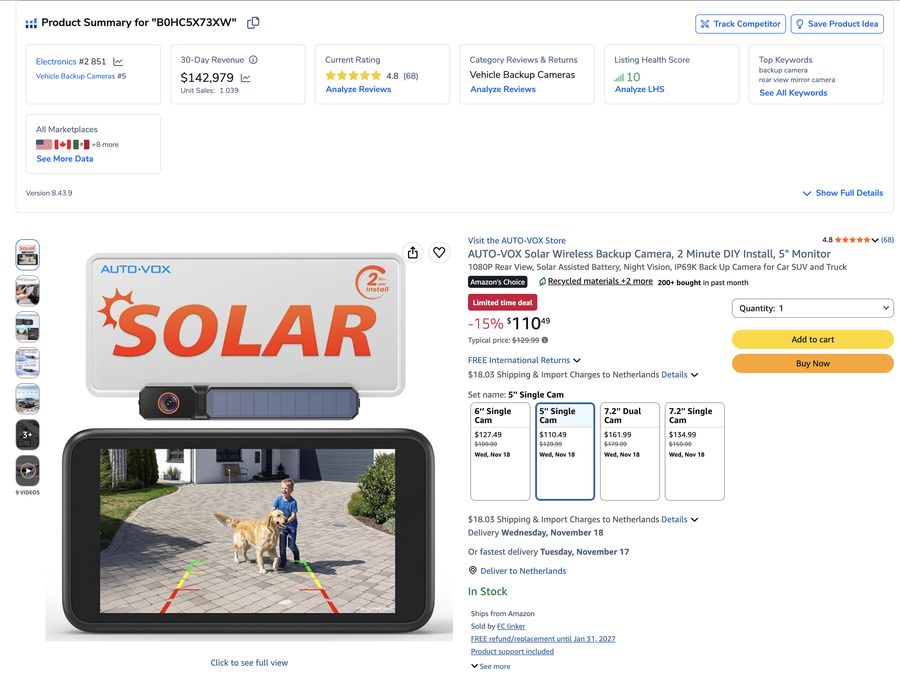 Product Summary for "B0HC5X73XW"
Track Competitor
Save Product Idea
Electronics #2 851
Vehicle Backup Cameras #5
30-Day Revenue
$142,979
Unit Sales: 1 039
Current Rating
4.8 (68)
Analyze Reviews
Category Reviews & Returns
Vehicle Backup Cameras
Analyze Reviews
Listing Health Score
10
Analyze LHS
Top Keywords
backup camera
rear view mirror camera
See All Keywords
All Marketplaces
+8 more
See More Data
Version 8.43.9
Show Full Details
3+
9 VIDEOS
AUTO-VOX
2
Install
SOLAR
Click to see full view
Visit the AUTO-VOX Store
4.8 (68)
AUTO-VOX Solar Wireless Backup Camera, 2 Minute DIY Install, 5" Monitor
1080P Rear View, Solar Assisted Battery, Night Vision, IP69K Back Up Camera for Car SUV and Truck
Amazon's Choice
Recycled materials +2 more
200+ bought in past month
Limited time deal
-15% $110 49
Typical price: $129.99
FREE International Returns
$18.03 Shipping & Import Charges to Netherlands Details
Set name: 5'' Single Cam
6'' Single Cam
$127.49
$199.99
Wed, Nov 18
5'' Single Cam
$110.49
$129.99
Wed, Nov 18
7.2'' Dual Cam
$161.99
$179.99
Wed, Nov 18
7.2'' Single Cam
$134.99
$159.99
Wed, Nov 18
$18.03 Shipping & Import Charges to Netherlands Details
Delivery Wednesday, November 18
Or fastest delivery Tuesday, November 17
Deliver to Netherlands
In Stock
Ships from Amazon
Sold by FC linker
FREE refund/replacement until Jan 31, 2027
Product support included
See more
Quantity: 1
Add to cart
Buy Now